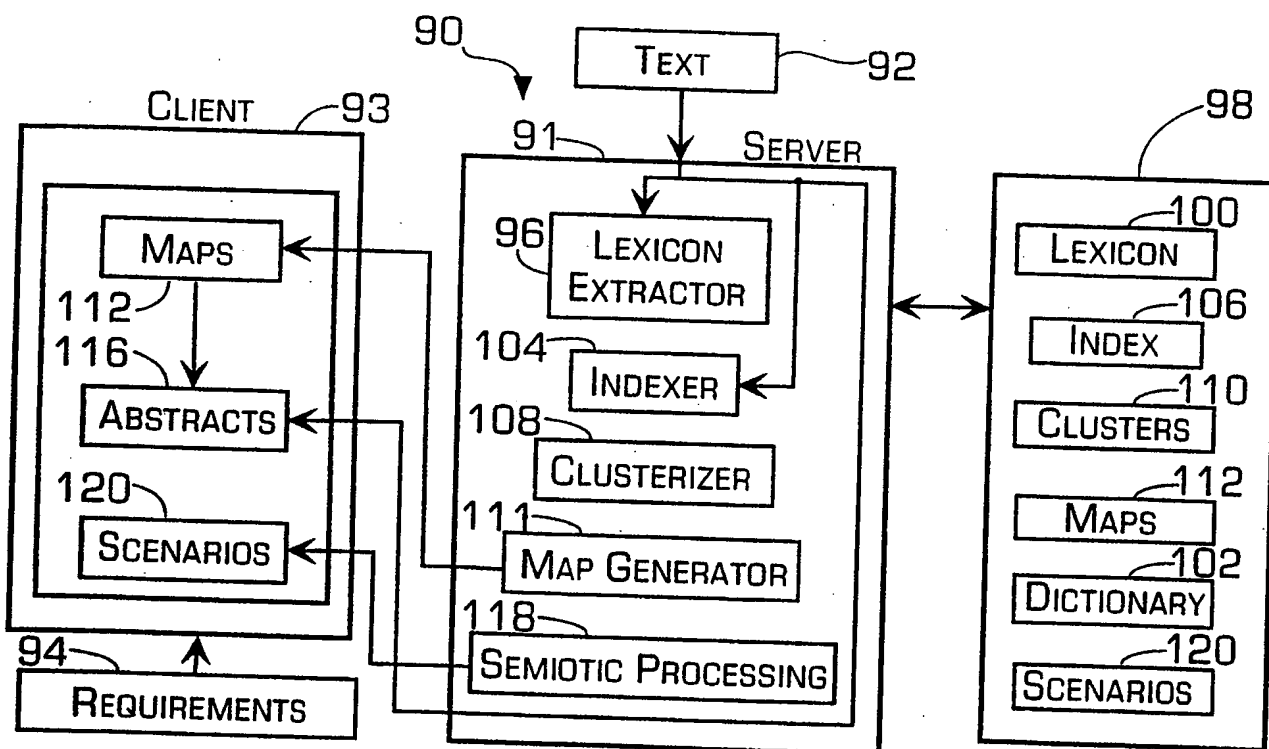 90
TEXT
92
CLIENT
93
MAPS
112
116
ABSTRACTS
120
SCENARIOS
94
REQUIREMENTS
91
SERVER
96
LEXICON
EXTRACTOR
104
INDEXER
108
CLUSTERIZER
111
MAP GENERATOR
118
SEMIOTIC PROCESSING
98
100
LEXICON
106
INDEX
110
CLUSTERS
112
MAPS
102
DICTIONARY
120
SCENARIOS